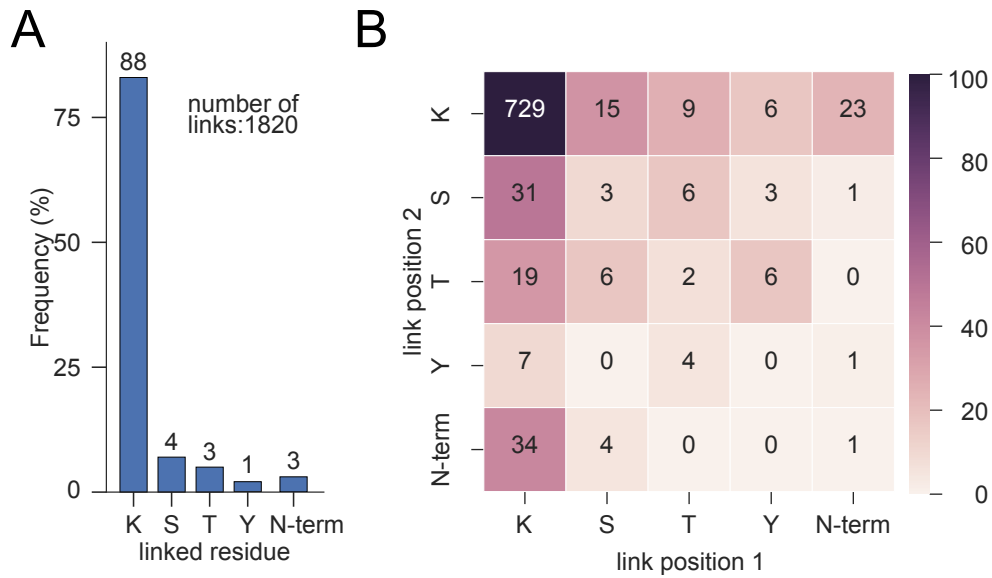 A
88
number of
links:1820
75
50
25
0
Frequency (%)
4
3
1
3
K S T Y N-term
linked residue
B
K 729 15 9 6 23
S 31 3 6 3 1
T 19 6 2 6 0
Y 7 0 4 0 1
N-term 34 4 0 0 1
link position 2
K S T Y N-term
link position 1
100
80
60
40
20
0